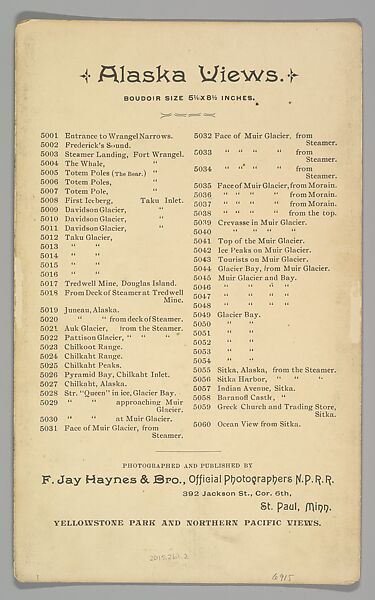 Alaska Views.
BOUDOIR SIZE 5¼x8½ INCHES.
5001 Entrance to Wrangel Narrows.
5002 Frederick's Sound.
5003 Steamer Landing, Fort Wrangel.
5004 The Whale, "
5005 Totem Poles (The Bear.) "
5006 Totem Poles, "
5007 Totem Pole, "
5008 First Iceberg, Taku Inlet.
5009 Davidson Glacier, "
5010 Davidson Glacier, "
5011 Davidson Glacier, "
5012 Taku Glacier,
5013 " "
5014 " "
5015 " "
5016 " "
5017 Tredwell Mine, Douglas Island.
5018 From Deck of Steamer at Tredwell
Mine.
5019 Juneau, Alaska.
5020 " " from deck of Steamer.
5021 Auk Glacier, from the Steamer.
5022 Pattison Glacier, " " "
5023 Chilkoot Range.
5024 Chilkaht Range.
5025 Chilkaht Peaks.
5026 Pyramid Bay, Chilkaht Inlet.
5027 Chilkaht, Alaska.
5028 Str. "Queen" in ice, Glacier Bay.
5029 " " approaching Muir
Glacier.
5030 " " at Muir Glacier.
5031 Face of Muir Glacier, from
Steamer.
5032 Face of Muir Glacier, from
Steamer.
5033 " " " " from
Steamer.
5034 " " " " from
Steamer.
5035 Face of Muir Glacier, from Morain.
5036 " " " " from Morain.
5037 " " " " from Morain.
5038 " " " " from the top.
5039 Crevasse in Muir Glacier.
5040 " " " "
5041 Top of the Muir Glacier.
5042 Ice Peaks on Muir Glacier.
5043 Tourists on Muir Glacier.
5044 Glacier Bay, from Muir Glacier.
5045 Muir Glacier and Bay.
5046 " " " "
5047 " " " "
5048 " " " "
5049 Glacier Bay.
5050 " "
5051 " "
5052 " "
5053 " "
5054 " "
5055 Sitka, Alaska, from the Steamer.
5056 Sitka Harbor, " " "
5057 Indian Avenue, Sitka.
5058 Baranoff Castle, "
5059 Greek Church and Trading Store,
Sitka.
5060 Ocean View from Sitka.
PHOTOGRAPHED AND PUBLISHED BY
F. Jay Haynes & Bro., Official Photographers N.P.R.R.
392 Jackson St., Cor. 6th,
St. Paul, Minn.
YELLOWSTONE PARK AND NORTHERN PACIFIC VIEWS.
2015.261.2
6915